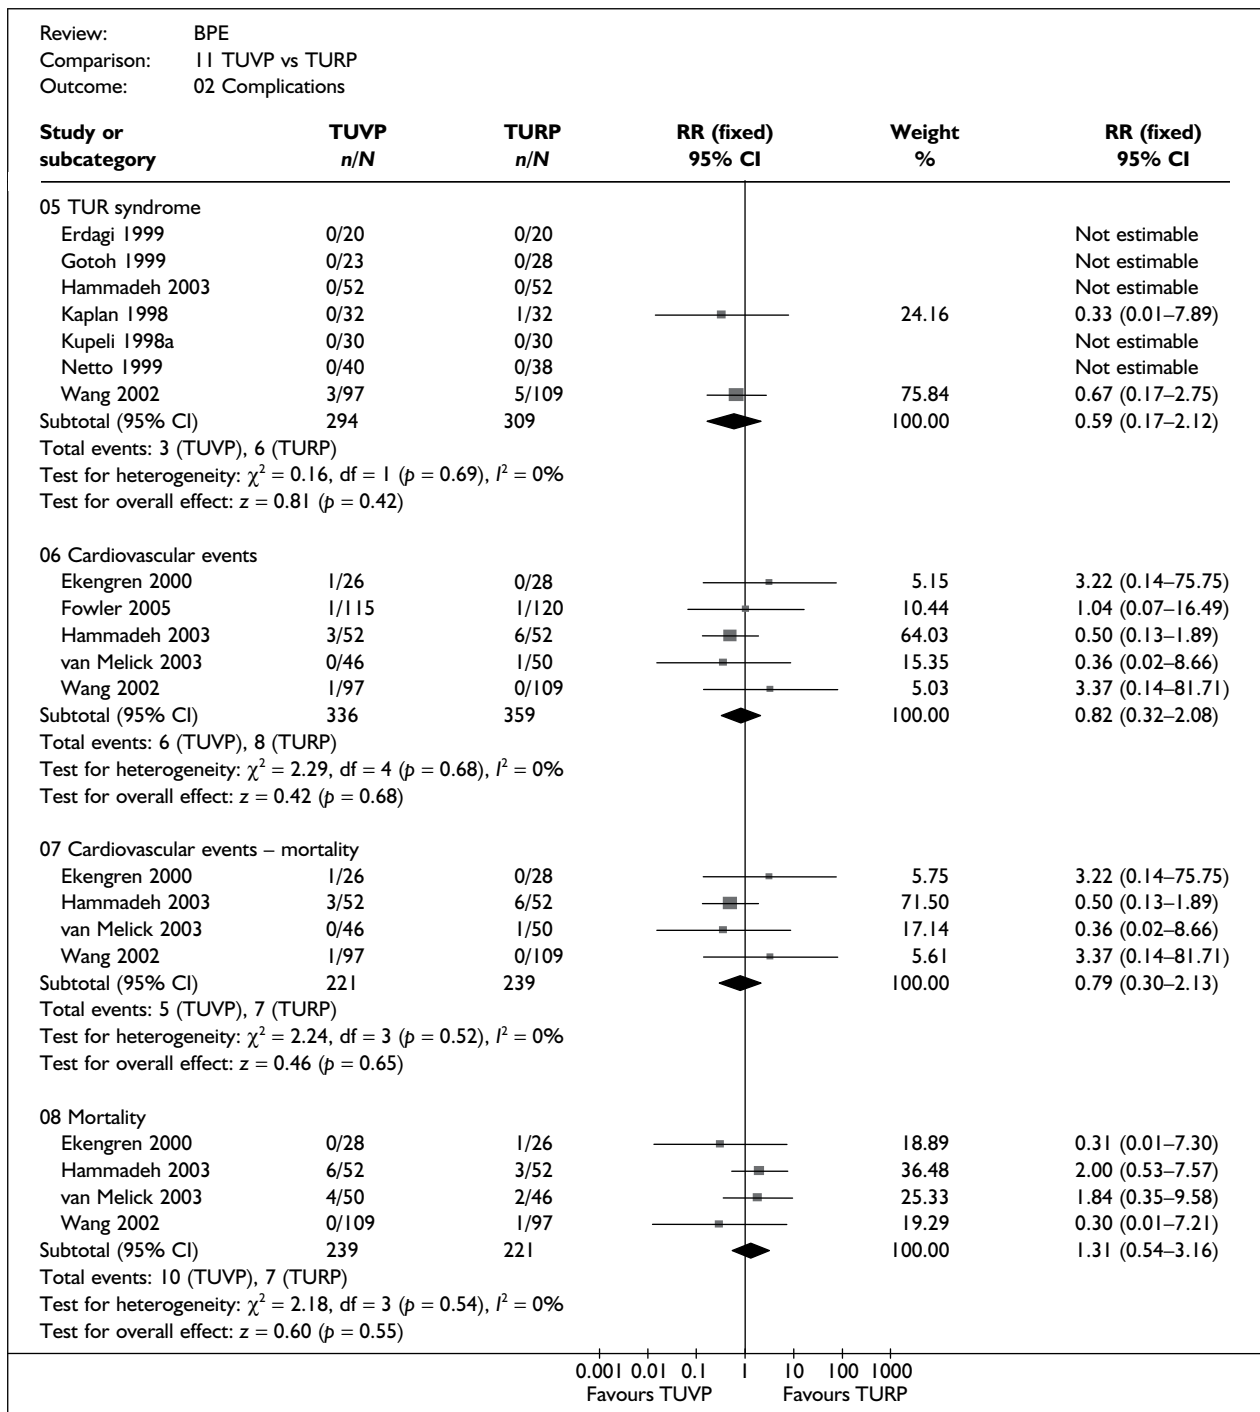 Review: BPE
Comparison: 11 TUVP vs TURP
Outcome: 02 Complications
Study or TUVP TURP RR (fixed) Weight RR (fixed)
subcategory n/N n/N 95% CI % 95% CI
05 TUR syndrome
Erdagi 1999 0/20 0/20 Not estimable
Gotoh 1999 0/23 0/28 Not estimable
Hammadeh 2003 0/52 0/52 Not estimable
Kaplan 1998 0/32 1/32 24.16 0.33 (0.01–7.89)
Kupeli 1998a 0/30 0/30 Not estimable
Netto 1999 0/40 0/38 Not estimable
Wang 2002 3/97 5/109 75.84 0.67 (0.17–2.75)
Subtotal (95% CI) 294 309 100.00 0.59 (0.17–2.12)
Total events: 3 (TUVP), 6 (TURP)
Test for heterogeneity: χ² = 0.16, df = 1 (p = 0.69), I² = 0%
Test for overall effect: z = 0.81 (p = 0.42)
06 Cardiovascular events
Ekengren 2000 1/26 0/28 5.15 3.22 (0.14–75.75)
Fowler 2005 1/115 1/120 10.44 1.04 (0.07–16.49)
Hammadeh 2003 3/52 6/52 64.03 0.50 (0.13–1.89)
van Melick 2003 0/46 1/50 15.35 0.36 (0.02–8.66)
Wang 2002 1/97 0/109 5.03 3.37 (0.14–81.71)
Subtotal (95% CI) 336 359 100.00 0.82 (0.32–2.08)
Total events: 6 (TUVP), 8 (TURP)
Test for heterogeneity: χ² = 2.29, df = 4 (p = 0.68), I² = 0%
Test for overall effect: z = 0.42 (p = 0.68)
07 Cardiovascular events – mortality
Ekengren 2000 1/26 0/28 5.75 3.22 (0.14–75.75)
Hammadeh 2003 3/52 6/52 71.50 0.50 (0.13–1.89)
van Melick 2003 0/46 1/50 17.14 0.36 (0.02–8.66)
Wang 2002 1/97 0/109 5.61 3.37 (0.14–81.71)
Subtotal (95% CI) 221 239 100.00 0.79 (0.30–2.13)
Total events: 5 (TUVP), 7 (TURP)
Test for heterogeneity: χ² = 2.24, df = 3 (p = 0.52), I² = 0%
Test for overall effect: z = 0.46 (p = 0.65)
08 Mortality
Ekengren 2000 0/28 1/26 18.89 0.31 (0.01–7.30)
Hammadeh 2003 6/52 3/52 36.48 2.00 (0.53–7.57)
van Melick 2003 4/50 2/46 25.33 1.84 (0.35–9.58)
Wang 2002 0/109 1/97 19.29 0.30 (0.01–7.21)
Subtotal (95% CI) 239 221 100.00 1.31 (0.54–3.16)
Total events: 10 (TUVP), 7 (TURP)
Test for heterogeneity: χ² = 2.18, df = 3 (p = 0.54), I² = 0%
Test for overall effect: z = 0.60 (p = 0.55)
0.001 0.01 0.1 1 10 100 1000
Favours TUVP Favours TURP